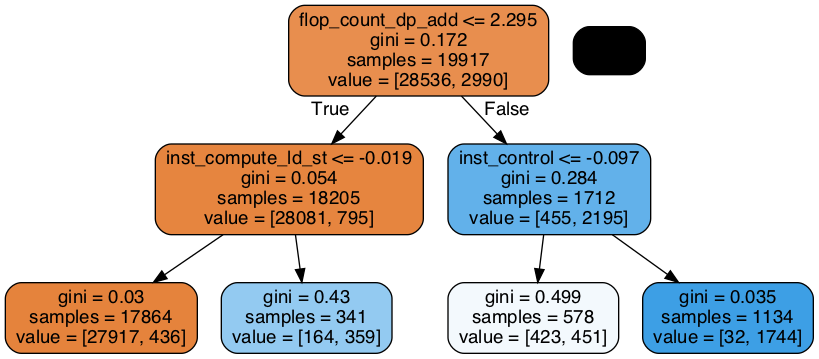 flop_count_dp_add <= 2.295
gini = 0.172
samples = 19917
value = [28536, 2990]
True
False
inst_compute_ld_st <= -0.019
gini = 0.054
samples = 18205
value = [28081, 795]
inst_control <= -0.097
gini = 0.284
samples = 1712
value = [455, 2195]
gini = 0.03
samples = 17864
value = [27917, 436]
gini = 0.43
samples = 341
value = [164, 359]
gini = 0.499
samples = 578
value = [423, 451]
gini = 0.035
samples = 1134
value = [32, 1744]